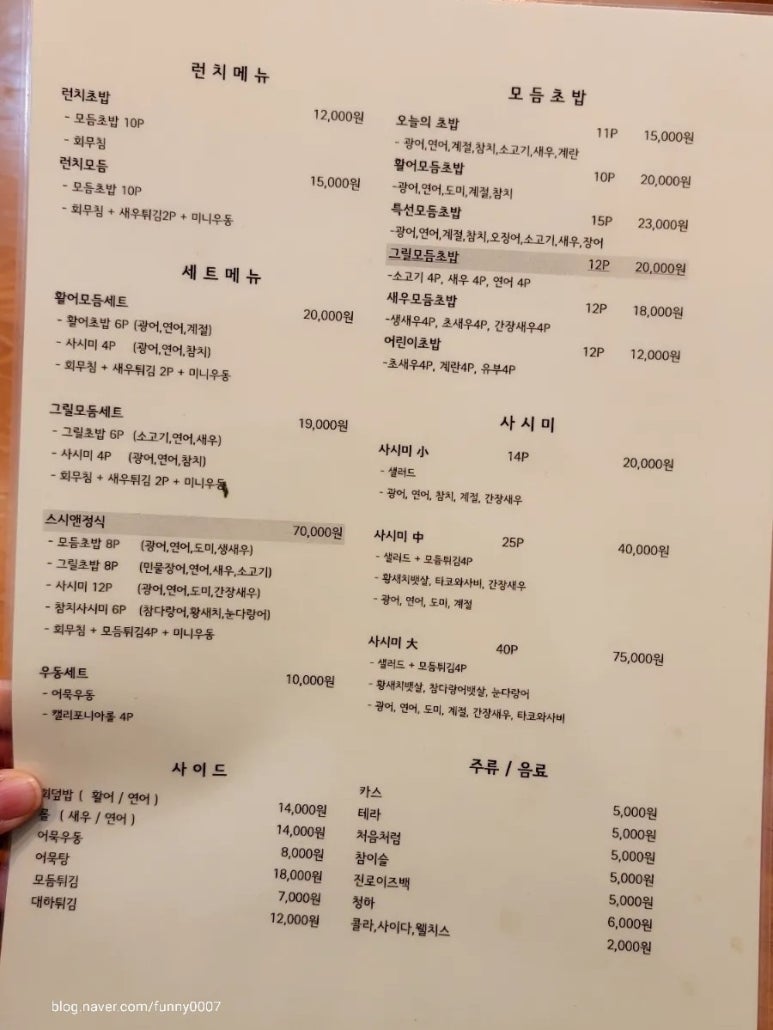 런치메뉴
런치초밥 12,000원
- 모듬초밥 10P
- 회무침
런치모듬 15,000원
- 모듬초밥 10P
- 회무침 + 새우튀김2P + 미니우동
세트메뉴
활어모듬세트 20,000원
- 활어초밥 6P (광어,연어,계절)
- 사시미 4P (광어,연어,참치)
- 회무침 + 새우튀김 2P + 미니우동
그릴모듬세트 19,000원
- 그릴초밥 6P (소고기,연어,새우)
- 사시미 4P (광어,연어,참치)
- 회무침 + 새우튀김 2P + 미니우동
스시앤정식 70,000원
- 모듬초밥 8P (광어,연어,도미,생새우)
- 그릴초밥 8P (민물장어,연어,새우,소고기)
- 사시미 12P (광어,연어,도미,간장새우)
- 참치사시미 6P (참다랑어,황새치,눈다랑어)
- 회무침 + 모듬튀김4P + 미니우동
우동세트 10,000원
- 어묵우동
- 캘리포니아롤 4P
사이드
회덮밥 ( 활어 / 연어 ) 14,000원
롤 ( 새우 / 연어 ) 14,000원
어묵우동 8,000원
어묵탕 18,000원
모듬튀김 7,000원
대하튀김 12,000원
모듬초밥
오늘의 초밥 11P 15,000원
- 광어,연어,계절,참치,소고기,새우,계란
활어모듬초밥 10P 20,000원
-광어,연어,도미,계절,참치
특선모듬초밥 15P 23,000원
-광어,연어,계절,참치,오징어,소고기,새우,장어
그릴모듬초밥 12P 20,000원
-소고기 4P, 새우 4P, 연어 4P
새우모듬초밥 12P 18,000원
-생새우4P, 초새우4P, 간장새우4P
어린이초밥 12P 12,000원
-초새우4P, 계란4P, 유부4P
사시미
사시미 小 14P 20,000원
- 샐러드
- 광어, 연어, 참치, 계절, 간장새우
사시미 中 25P 40,000원
- 샐러드 + 모듬튀김4P
- 황새치뱃살, 타코와사비, 간장새우
- 광어, 연어, 도미, 계절
사시미 大 40P 75,000원
- 샐러드 + 모듬튀김4P
- 황새치뱃살, 참다랑어뱃살, 눈다랑어
- 광어, 연어, 도미, 계절, 간장새우, 타코와사비
주류 / 음료
카스 5,000원
테라 5,000원
처음처럼 5,000원
참이슬 5,000원
진로이즈백 5,000원
청하 6,000원
콜라,사이다,웰치스 2,000원
blog.naver.com/funny0007